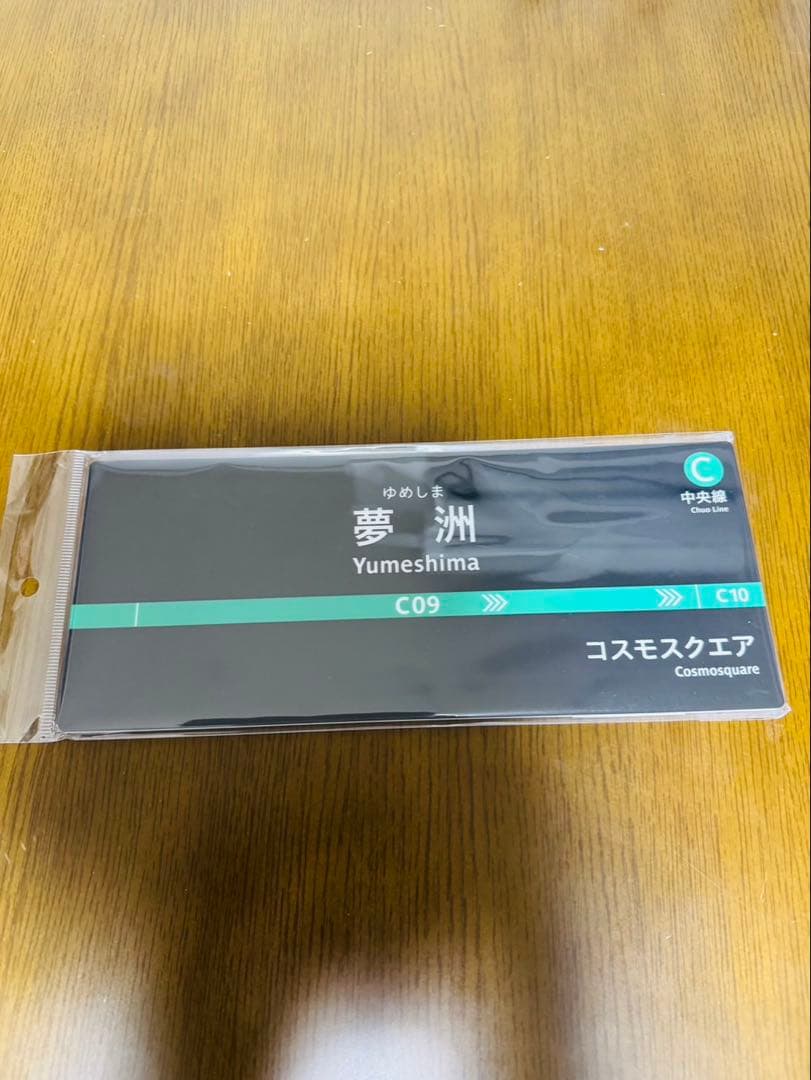 C
中央線
Chuo Line
ゆめしま
夢洲
Yumeshima
C09
C10
コスモスクエア
Cosmosquare